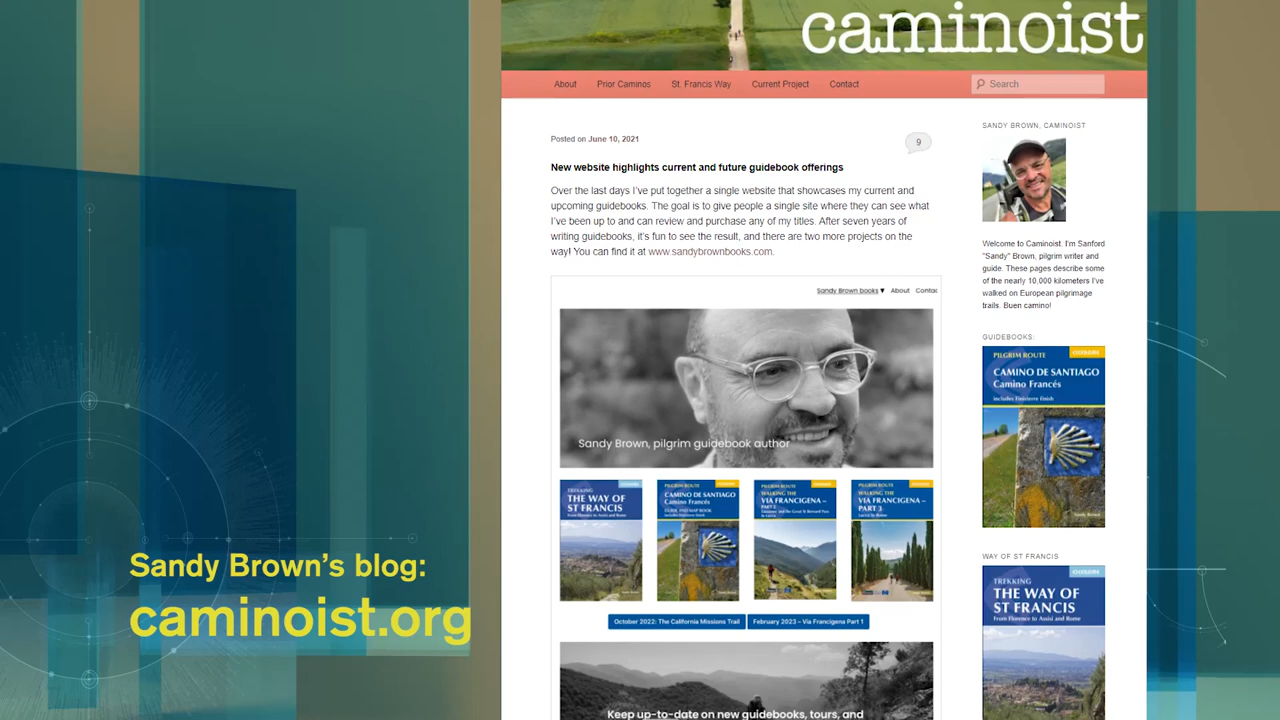 caminoist
About Prior Caminos St. Francis Way Current Project Contact Search
Posted on June 10, 2021
9
New website highlights current and future guidebook offerings
Over the last days I've put together a single website that showcases my current and
upcoming guidebooks. The goal is to give people a single site where they can see what
I've been up to and can review and purchase any of my titles. After seven years of
writing guidebooks, it's fun to see the result, and there are two more projects on the
way! You can find it at www.sandybrownbooks.com.
Sandy Brown books ▾ About Contac
Sandy Brown, pilgrim guidebook author
TREKKING
THE WAY OF
ST FRANCIS
From Florence to Assisi and Rome
PILGRIM ROUTE
CAMINO DE SANTIAGO
Camino Francés
GUIDE AND MAP BOOK
includes Finisterre finish
PILGRIM ROUTE
WALKING THE
VIA FRANCIGENA –
PILGRIM ROUTE
WALKING THE
VIA FRANCIGENA –
PART 3
Lucca to Rome
October 2022: The California Missions Trail
February 2023 – Via Francigena Part 1
Keep up-to-date on new guidebooks, tours, and
SANDY BROWN, CAMINOIST
Welcome to Caminoist. I'm Sanford
"Sandy" Brown, pilgrim writer and
guide. These pages describe some
of the nearly 10,000 kilometers I've
walked on European pilgrimage
trails. Buen camino!
GUIDEBOOKS:
PILGRIM ROUTE
CICERONE
CAMINO DE SANTIAGO
Camino Francés
includes Finisterre finish
WAY OF ST FRANCIS
TREKKING
CICERONE
THE WAY OF
ST FRANCIS
From Florence to Assisi and Rome
Sandy Brown's blog:
caminoist.org